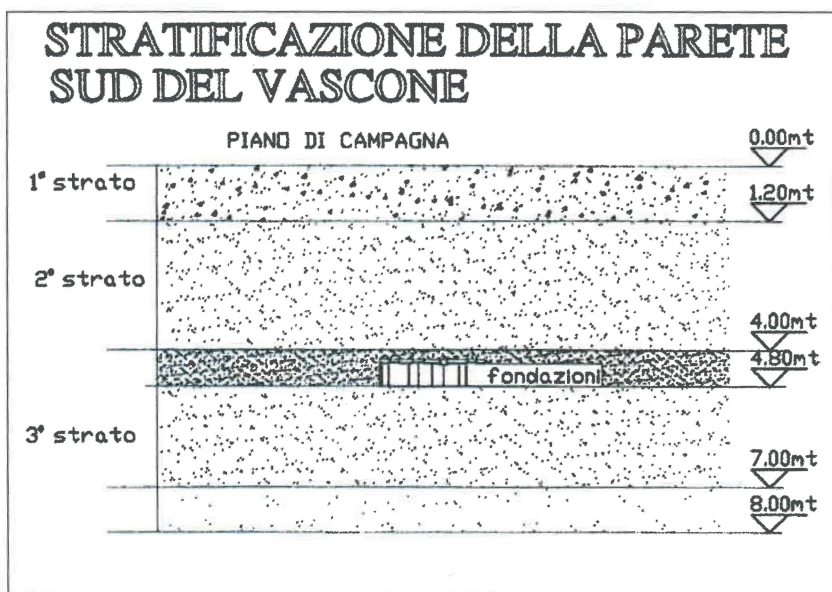 STRATIFICAZIONE DELLA PARETE
SUD DEL VASCONE
PIANO DI CAMPAGNA
0.00mt
1° strato
1.20mt
2° strato
4.00mt
4.80mt
fondazioni
3° strato
7.00mt
8.00mt